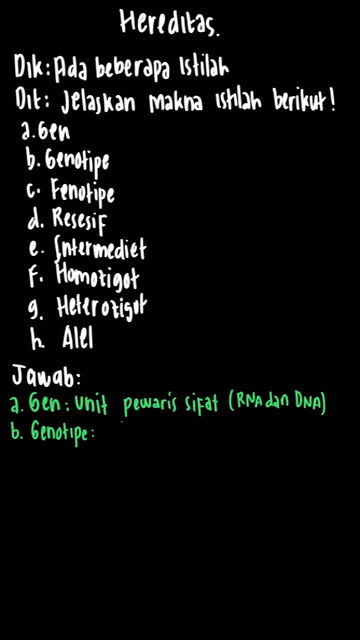 Hereditas.
Dik: Ada beberapa Istilah
Dit: Jelaskan makna istilah berikut!
a. Gen
b. Genotipe
c. Fenotipe
d. Resesif
e. Intermediet
F. Homozigot
g. Heterozigot
h. Alel
Jawab:
a. Gen: Unit pewaris sifat (RNA dan DNA)
b. Genotipe: